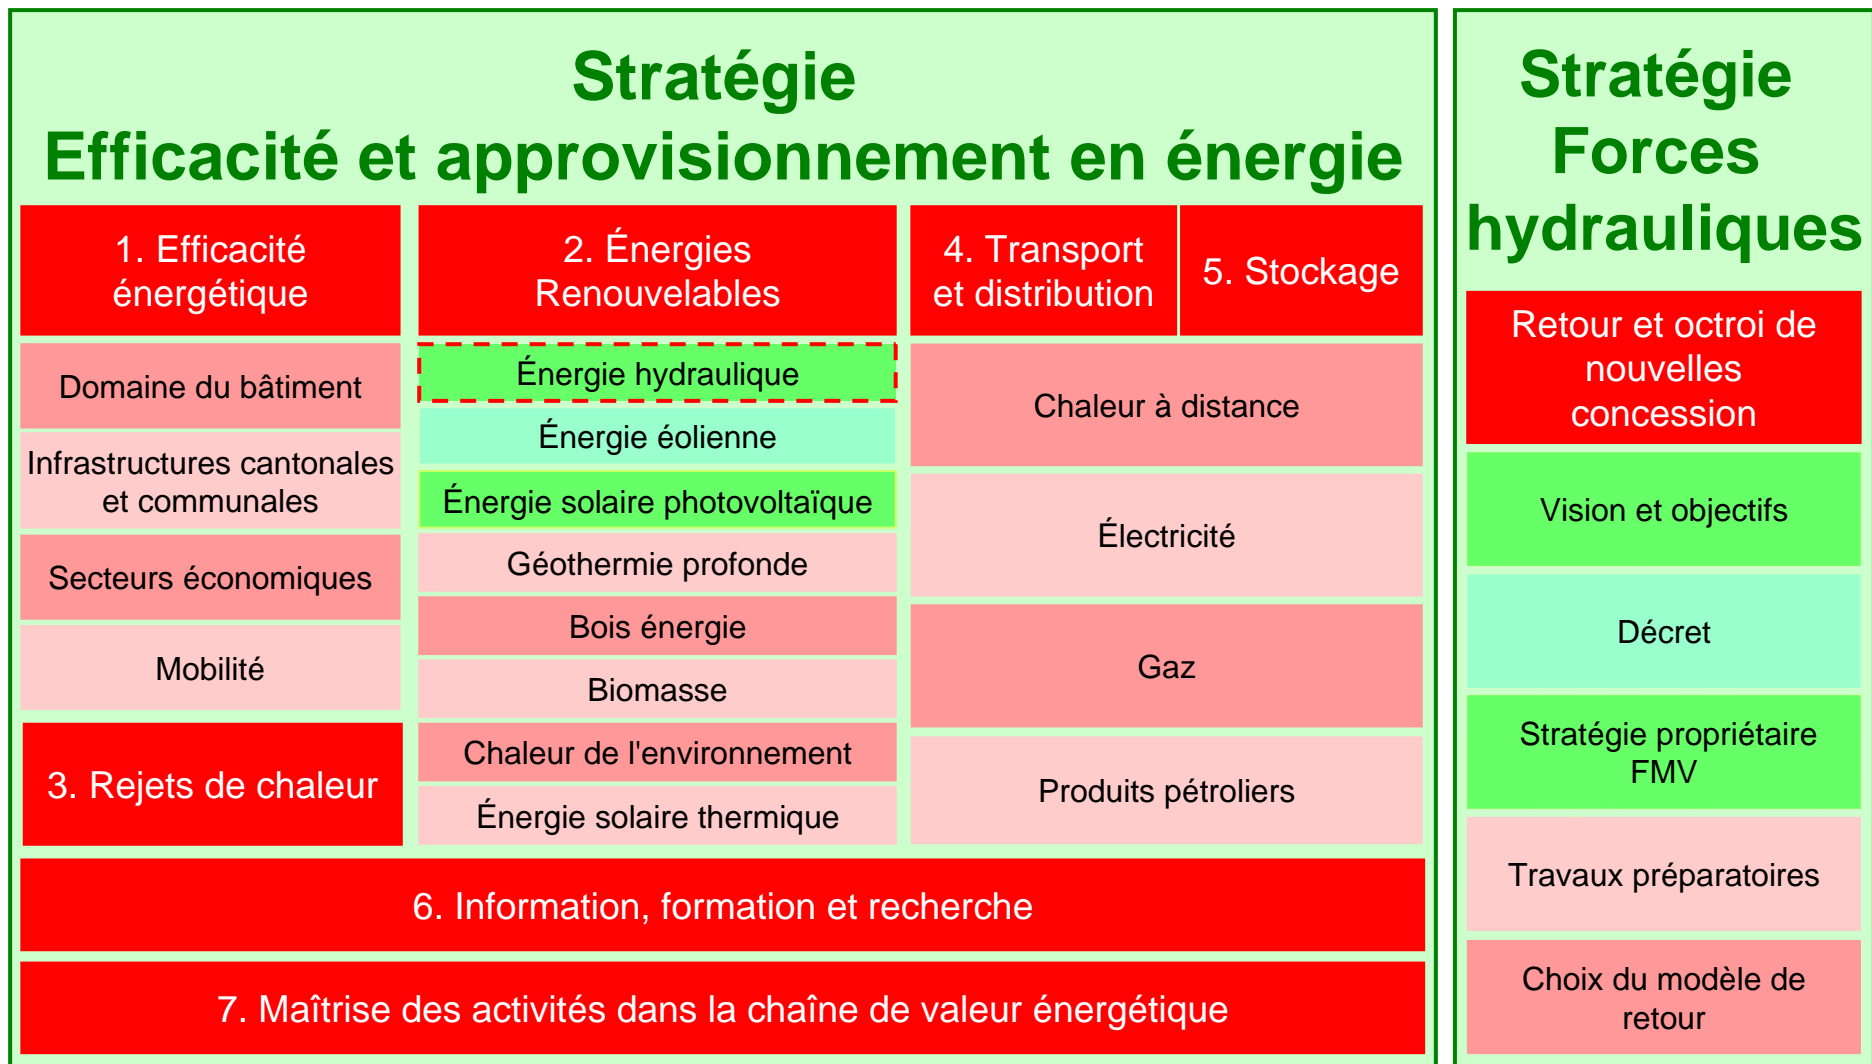 Stratégie
Efficacité et approvisionnement en énergie
1. Efficacité
énergétique
Domaine du bâtiment
Infrastructures cantonales
et communales
Secteurs économiques
Mobilité
3. Rejets de chaleur
2. Énergies
Renouvelables
Énergie hydraulique
Énergie éolienne
Énergie solaire photovoltaïque
Géothermie profonde
Bois énergie
Biomasse
Chaleur de l'environnement
Énergie solaire thermique
4. Transport
et distribution
5. Stockage
Chaleur à distance
Électricité
Gaz
Produits pétroliers
6. Information, formation et recherche
7. Maîtrise des activités dans la chaîne de valeur énergétique
Stratégie
Forces
hydrauliques
Retour et octroi de
nouvelles
concession
Vision et objectifs
Décret
Stratégie propriétaire
FMV
Travaux préparatoires
Choix du modèle de
retour